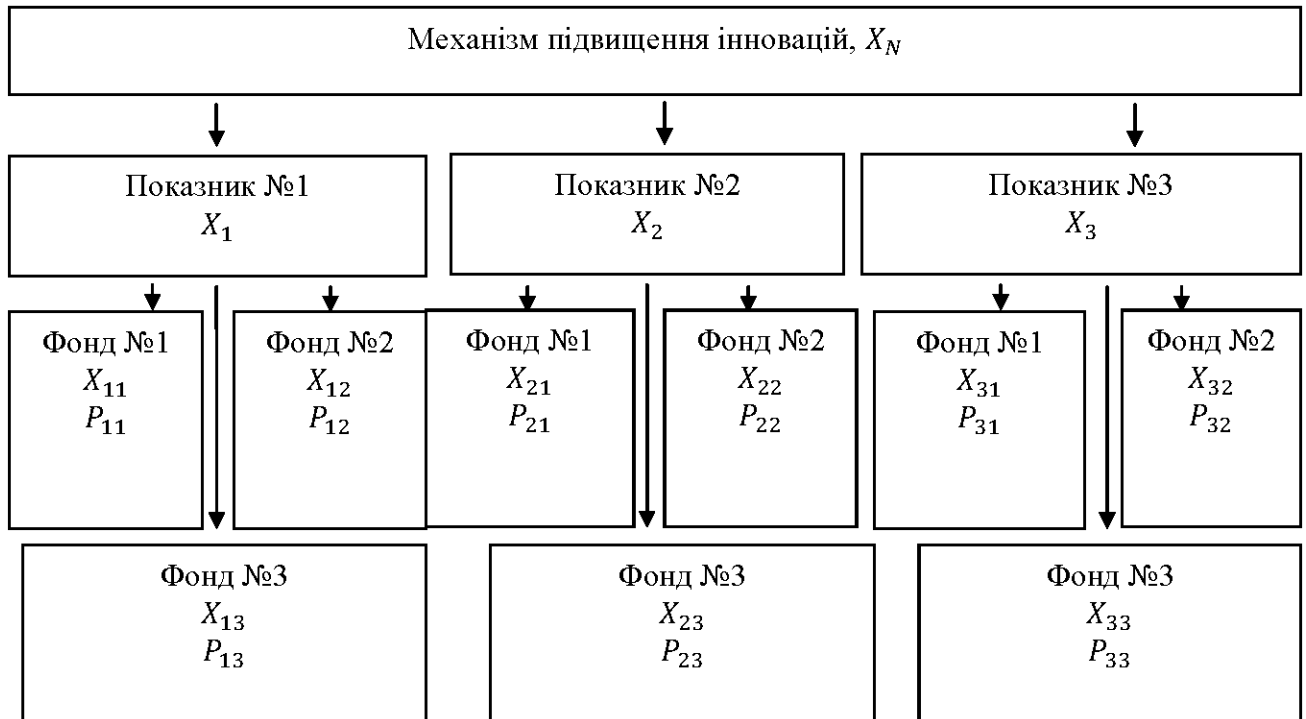 Механізм підвищення інновацій, X_N
Показник №1
X_1
Показник №2
X_2
Показник №3
X_3
Фонд №1
X_11
P_11
Фонд №2
X_12
P_12
Фонд №1
X_21
P_21
Фонд №2
X_22
P_22
Фонд №1
X_31
P_31
Фонд №2
X_32
P_32
Фонд №3
X_13
P_13
Фонд №3
X_23
P_23
Фонд №3
X_33
P_33